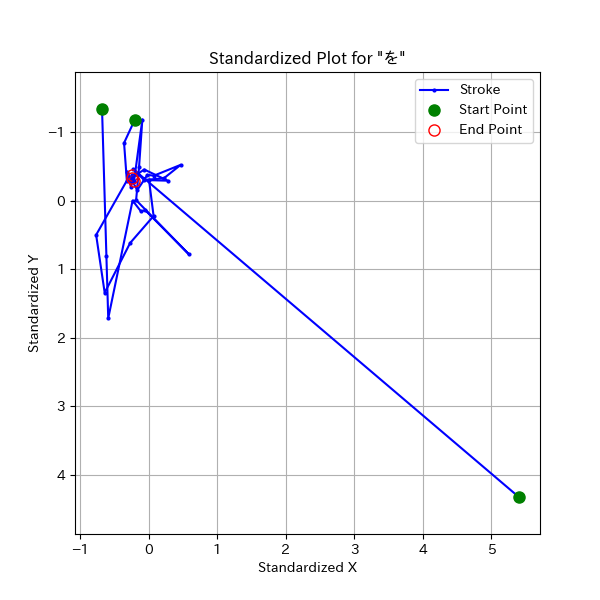 Standardized Plot for "を"
Stroke
Start Point
End Point
−1
0
1
2
3
4
Standardized Y
−1 0 1 2 3 4 5
Standardized X